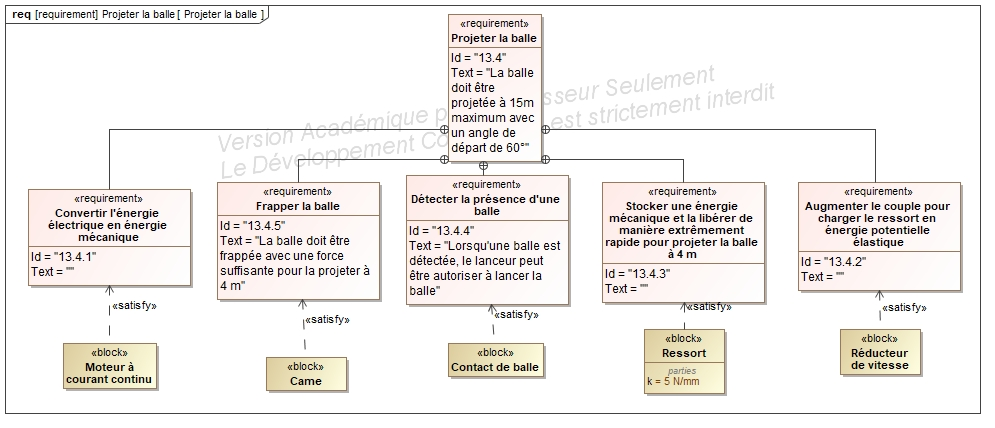 req [requirement] Projeter la balle [ Projeter la balle ]
«requirement»
Projeter la balle
Id = "13.4"
Text = "La balle
doit être
projetée à 15m
maximum avec
un angle de
départ de 60°"
Version Académique p sseur Seulement
Le Développement Co est strictement interdit
«requirement»
Convertir l'énergie
électrique en énergie
mécanique
Id = "13.4.1"
Text = ""
«requirement»
Frapper la balle
Id = "13.4.5"
Text = "La balle doit être
frappée avec une force
suffisante pour la projeter à
4 m"
«requirement»
Détecter la présence d'une
balle
Id = "13.4.4"
Text = "Lorsqu'une balle est
détectée, le lanceur peut
être autoriser à lancer la
balle"
«requirement»
Stocker une énergie
mécanique et la libérer de
manière extrêmement
rapide pour projeter la balle
à 4 m
Id = "13.4.3"
Text = ""
«requirement»
Augmenter le couple pour
charger le ressort en
énergie potentielle
élastique
Id = "13.4.2"
Text = ""
«satisfy»
«satisfy»
«satisfy»
«satisfy»
«satisfy»
«block»
Moteur à
courant continu
«block»
Came
«block»
Contact de balle
«block»
Ressort
parties
k = 5 N/mm
«block»
Réducteur
de vitesse